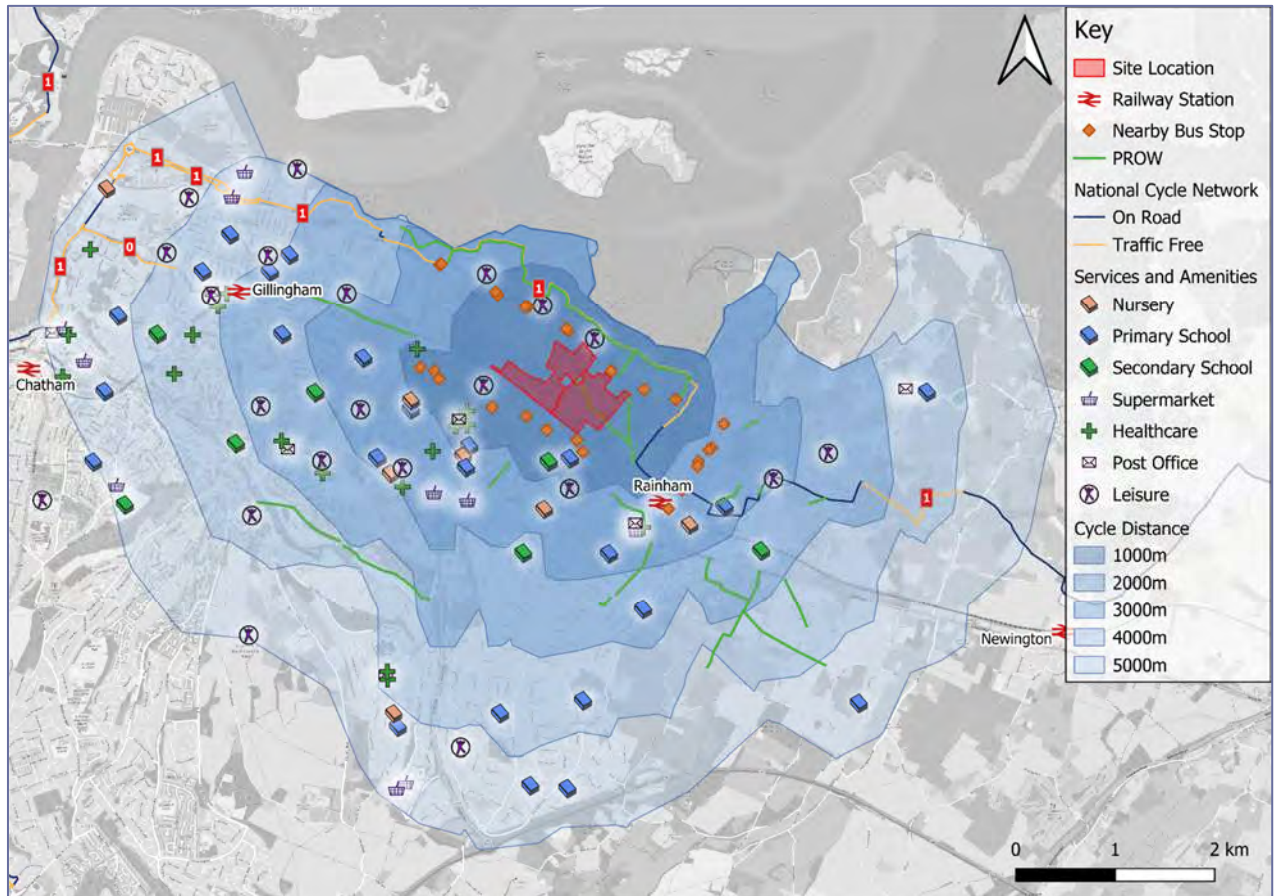 1
1
1
1
0
1
1
1
Gillingham
Chatham
Rainham
Newington
Key
Site Location
Railway Station
Nearby Bus Stop
PROW
National Cycle Network
On Road
Traffic Free
Services and Amenities
Nursery
Primary School
Secondary School
Supermarket
Healthcare
Post Office
Leisure
Cycle Distance
1000m
2000m
3000m
4000m
5000m
0 1 2 km